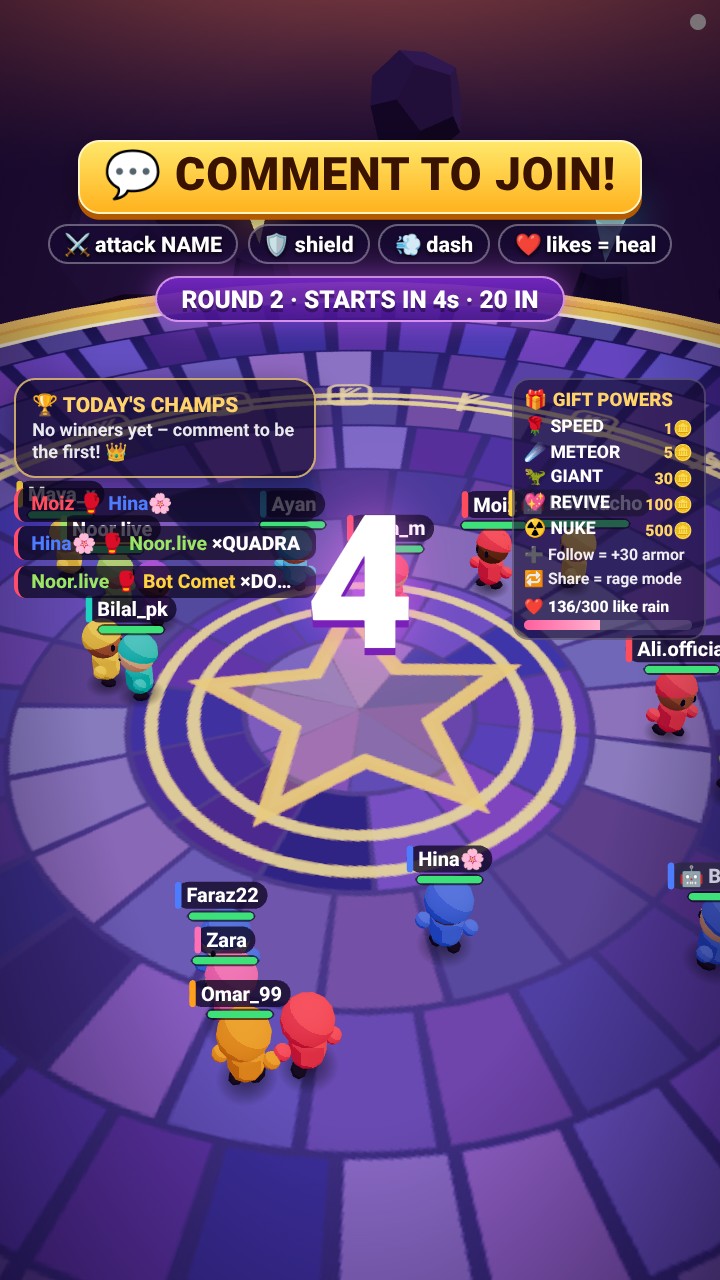 💬 COMMENT TO JOIN!
⚔️ attack NAME
🛡️ shield
💨 dash
❤️ likes = heal
ROUND 2 · STARTS IN 4s · 20 IN
🏆 TODAY'S CHAMPS
No winners yet – comment to be
the first! 👑
🎁 GIFT POWERS
🌹 SPEED 1🪙
☄️ METEOR 5🪙
🦖 GIANT 30🪙
💖 REVIVE 100🪙
☢️ NUKE 500🪙
➕ Follow = +30 armor
🔁 Share = rage mode
❤️ 136/300 like rain
Maya
Moiz 🥊 Hina🌸
Noor.live
Hina🌸 🥊 Noor.live ×QUADRA
Noor.live 🥊 Bot Comet ×DO...
Ayan
4
Bilal_pk
Ali.officia
Hina🌸
🤖 B
Faraz22
Zara
Omar_99